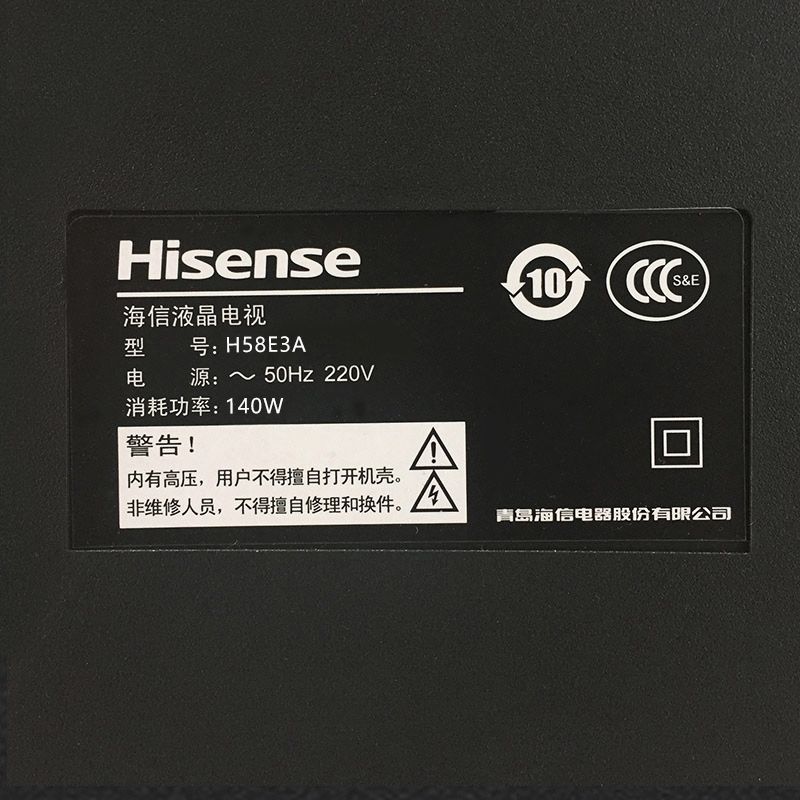 Hisense
10
CCC S&E
海信液晶电视
型 号: H58E3A
电 源: ～ 50Hz 220V
消耗功率: 140W
警告！
内有高压，用户不得擅自打开机壳。
非维修人员，不得擅自修理和换件。
青岛海信电器股份有限公司